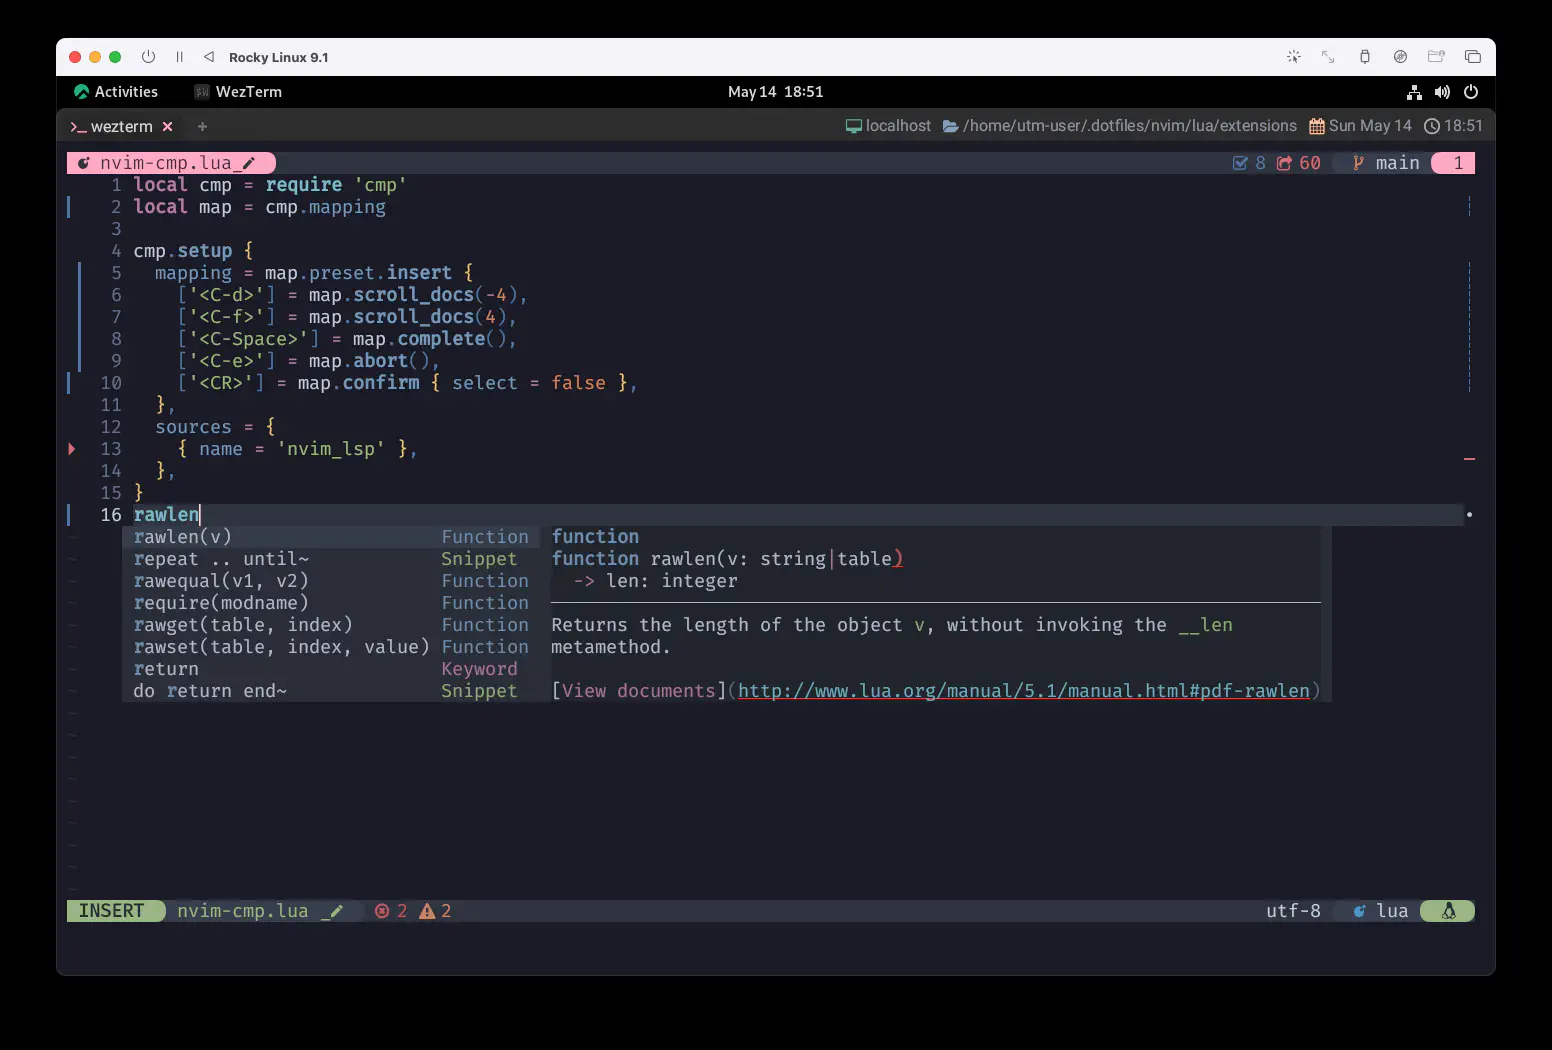 Rocky Linux 9.1
Activities WezTerm May 14 18:51
>_ wezterm × + localhost /home/utm-user/.dotfiles/nvim/lua/extensions Sun May 14 18:51
nvim-cmp.lua_ 8 60 main 1
1 local cmp = require 'cmp'
2 local map = cmp.mapping
3
4 cmp.setup {
5   mapping = map.preset.insert {
6     ['<C-d>'] = map.scroll_docs(-4),
7     ['<C-f>'] = map.scroll_docs(4),
8     ['<C-Space>'] = map.complete(),
9     ['<C-e>'] = map.abort(),
10     ['<CR>'] = map.confirm { select = false },
11   },
12   sources = {
13     { name = 'nvim_lsp' },
14   },
15 }
16 rawlen
~ rawlen(v) Function function
~ repeat .. until~ Snippet function rawlen(v: string|table)
~ rawequal(v1, v2) Function -> len: integer
~ require(modname) Function
~ rawget(table, index) Function Returns the length of the object v, without invoking the __len
~ rawset(table, index, value) Function metamethod.
~ return Keyword
~ do return end~ Snippet [View documents](http://www.lua.org/manual/5.1/manual.html#pdf-rawlen)
~
~
~
~
~
~
~
~
~
INSERT nvim-cmp.lua _ 2 2 utf-8 lua